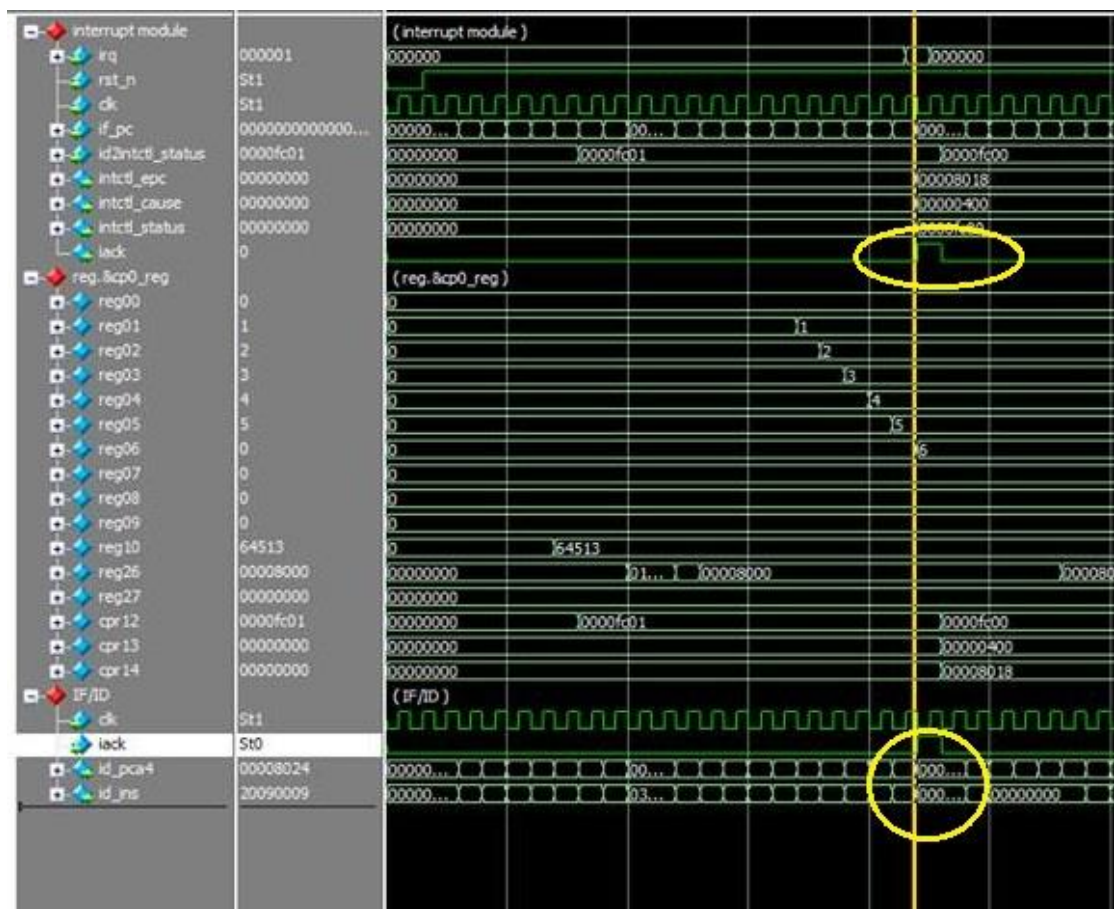 interrupt module (interrupt module)
irq 000001 000000 000000
rst_n St1
clk St1
if_pc 0000000000000... 00000... 00... 000...
id2intctl_status 0000fc01 00000000 0000fc01 0000fc00
intctl_epc 00000000 00000000 00008018
intctl_cause 00000000 00000000 00000400
intctl_status 00000000 00000000 0000fc00
iack 0
reg.&cp0_reg (reg.&cp0_reg)
reg00 0 0
reg01 1 0 1
reg02 2 0 2
reg03 3 0 3
reg04 4 0 4
reg05 5 0 5
reg06 0 0 6
reg07 0 0
reg08 0 0
reg09 0 0
reg10 64513 0 64513
reg26 00008000 00000000 01... 00008000 000080
reg27 00000000 00000000
cpr12 0000fc01 00000000 0000fc01 0000fc00
cpr13 00000000 00000000 00000400
cpr14 00000000 00000000 00008018
IF/ID (IF/ID)
clk St1
iack St0
id_pca4 00008024 00000... 00... 000...
id_ins 20090009 00000... 03... 000... 00000000